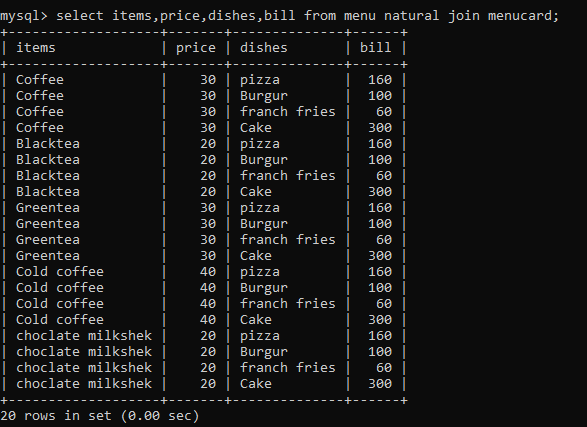 mysql> select items,price,dishes,bill from menu natural join menucard;
+-------------------+-------+--------------+------+
| items             | price | dishes       | bill |
+-------------------+-------+--------------+------+
| Coffee            |    30 | pizza        |  160 |
| Coffee            |    30 | Burgur       |  100 |
| Coffee            |    30 | franch fries |   60 |
| Coffee            |    30 | Cake         |  300 |
| Blacktea          |    20 | pizza        |  160 |
| Blacktea          |    20 | Burgur       |  100 |
| Blacktea          |    20 | franch fries |   60 |
| Blacktea          |    20 | Cake         |  300 |
| Greentea          |    30 | pizza        |  160 |
| Greentea          |    30 | Burgur       |  100 |
| Greentea          |    30 | franch fries |   60 |
| Greentea          |    30 | Cake         |  300 |
| Cold coffee       |    40 | pizza        |  160 |
| Cold coffee       |    40 | Burgur       |  100 |
| Cold coffee       |    40 | franch fries |   60 |
| Cold coffee       |    40 | Cake         |  300 |
| choclate milkshek |    20 | pizza        |  160 |
| choclate milkshek |    20 | Burgur       |  100 |
| choclate milkshek |    20 | franch fries |   60 |
| choclate milkshek |    20 | Cake         |  300 |
+-------------------+-------+--------------+------+
20 rows in set (0.00 sec)